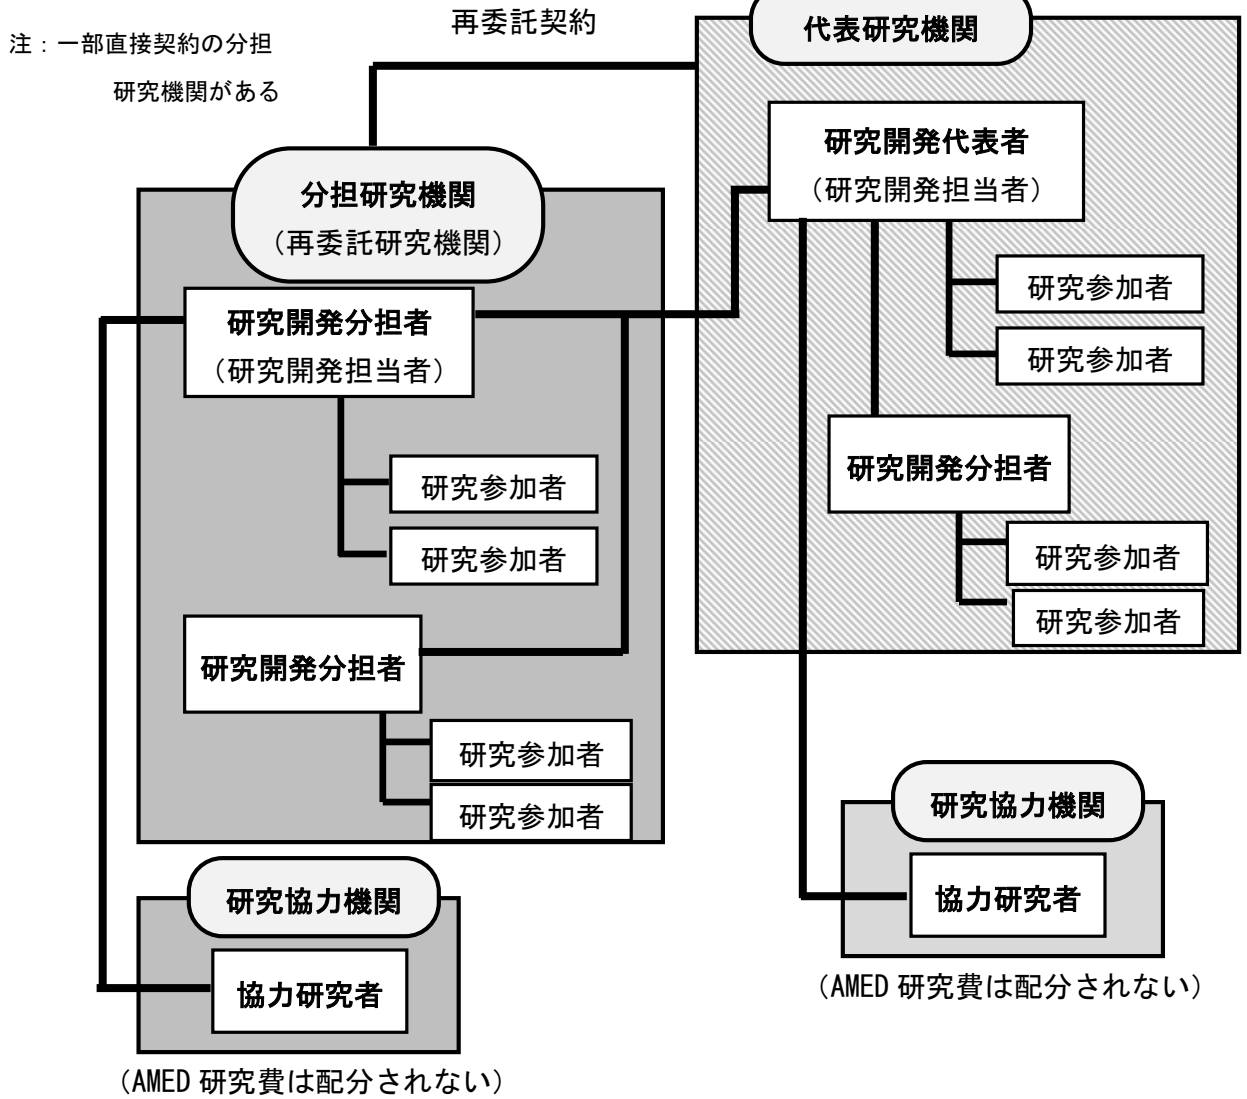 再委託契約
注：一部直接契約の分担
研究機関がある
代表研究機関
研究開発代表者
（研究開発担当者）
研究参加者
研究参加者
研究開発分担者
研究参加者
研究参加者
分担研究機関
（再委託研究機関）
研究開発分担者
（研究開発担当者）
研究参加者
研究参加者
研究開発分担者
研究参加者
研究参加者
研究協力機関
協力研究者
（AMED 研究費は配分されない）
研究協力機関
協力研究者
（AMED 研究費は配分されない）